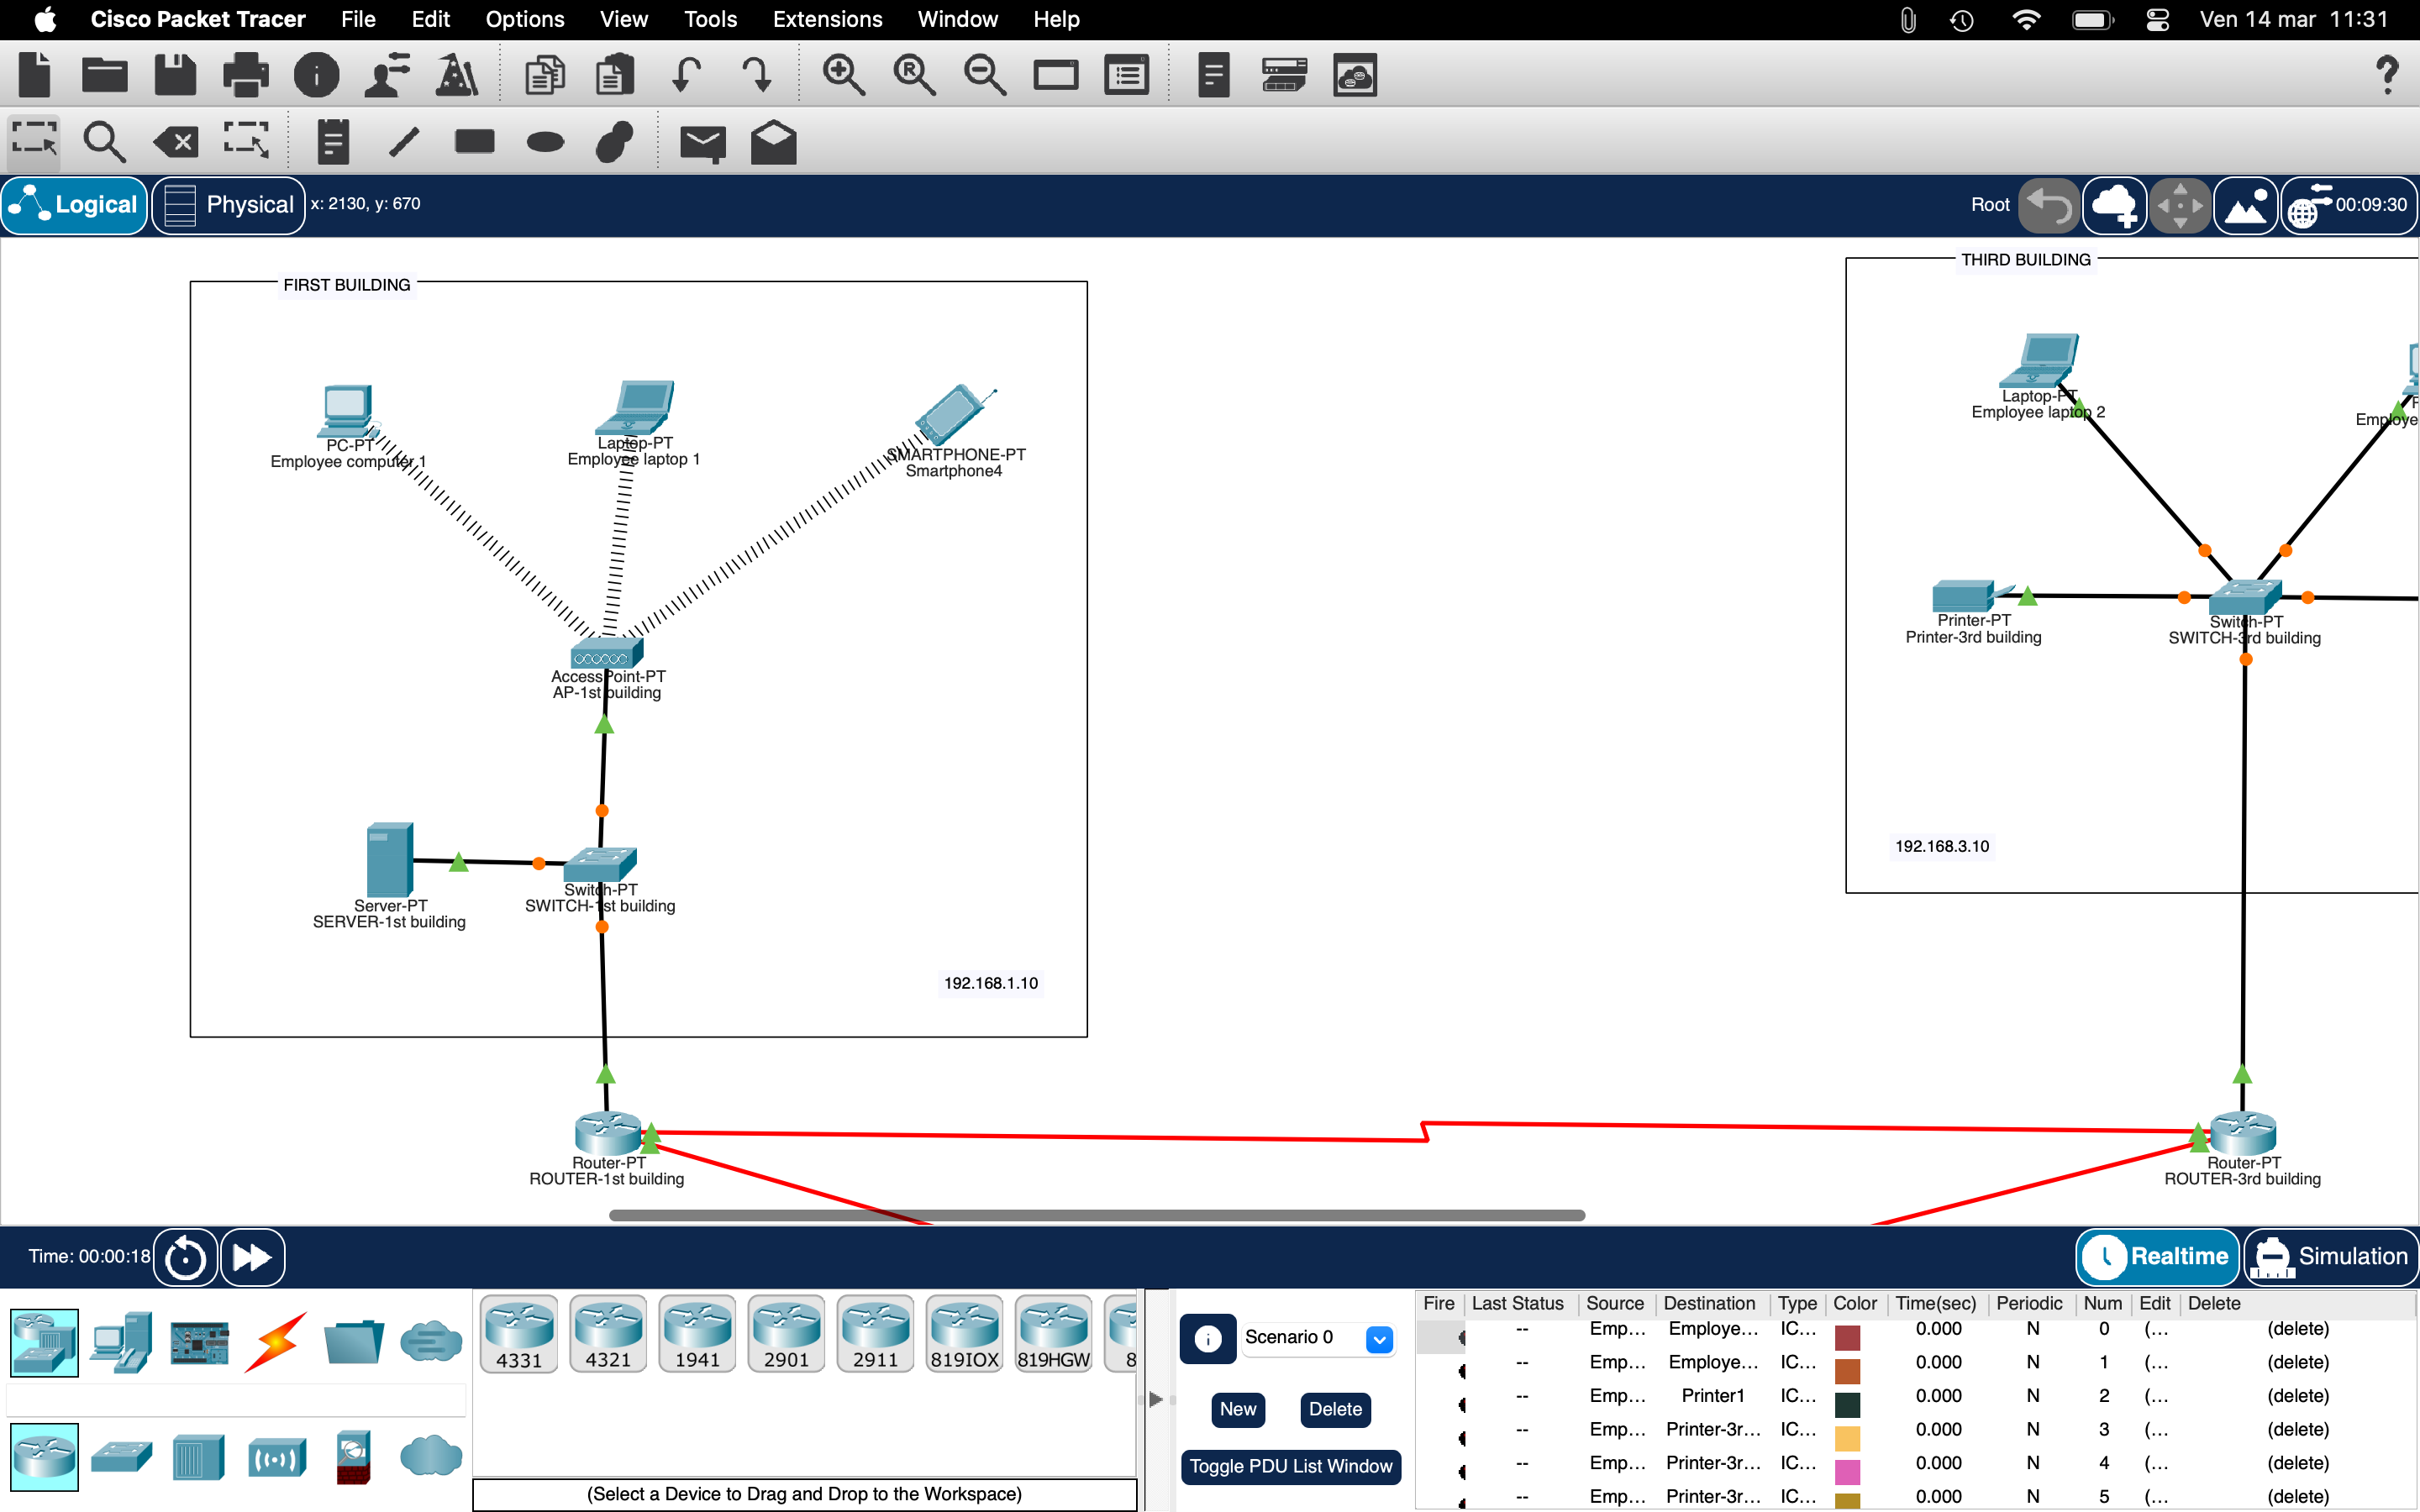 Cisco Packet Tracer File Edit Options View Tools Extensions Window Help Ven 14 mar 11:31
Logical Physical x: 2130, y: 670 Root 00:09:30
FIRST BUILDING
THIRD BUILDING
PC-PT
Employee computer 1
Laptop-PT
Employee laptop 1
SMARTPHONE-PT
Smartphone4
Laptop-PT
Employee laptop 2
Employe
AccessPoint-PT
AP-1st building
Printer-PT
Printer-3rd building
Switch-PT
SWITCH-3rd building
192.168.3.10
Server-PT
SERVER-1st building
Switch-PT
SWITCH-1st building
192.168.1.10
Router-PT
ROUTER-1st building
Router-PT
ROUTER-3rd building
Time: 00:00:18 Realtime Simulation
4331 4321 1941 2901 2911 819IOX 819HGW 8
(Select a Device to Drag and Drop to the Workspace)
Scenario 0
New Delete
Toggle PDU List Window
Fire Last Status Source Destination Type Color Time(sec) Periodic Num Edit Delete
-- Emp... Employe... IC... 0.000 N 0 (... (delete)
-- Emp... Employe... IC... 0.000 N 1 (... (delete)
-- Emp... Printer1 IC... 0.000 N 2 (... (delete)
-- Emp... Printer-3r... IC... 0.000 N 3 (... (delete)
-- Emp... Printer-3r... IC... 0.000 N 4 (... (delete)
-- Emp... Printer-3r... IC... 0.000 N 5 (... (delete)